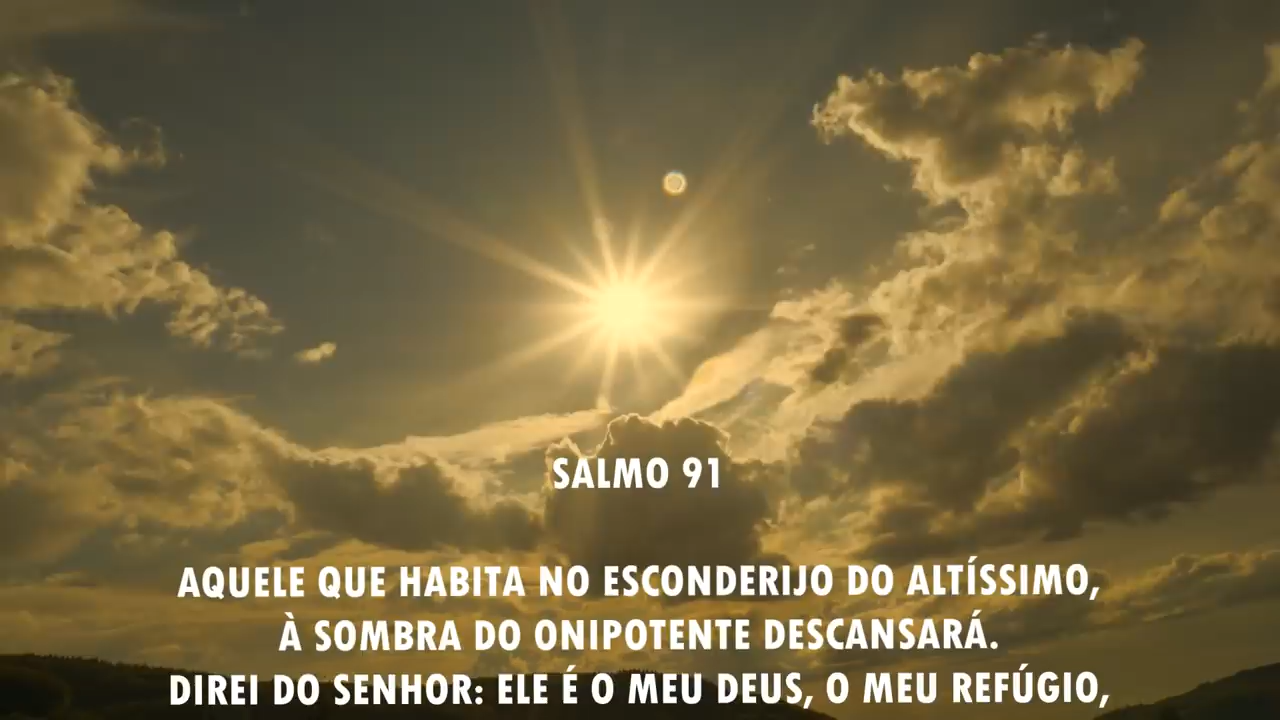 SALMO 91
AQUELE QUE HABITA NO ESCONDERIJO DO ALTÍSSIMO,
À SOMBRA DO ONIPOTENTE DESCANSARÁ.
DIREI DO SENHOR: ELE É O MEU DEUS, O MEU REFÚGIO,